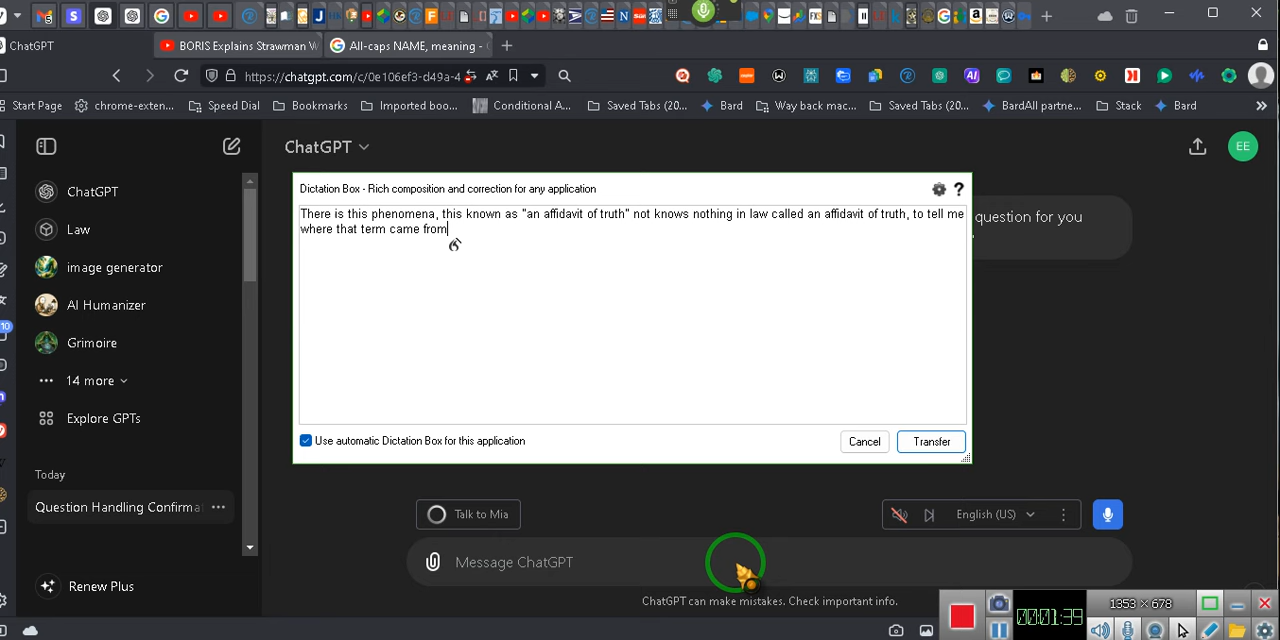 ChatGPT
BORIS Explains Strawman W
All-caps NAME, meaning -
https://chatgpt.com/c/0e106ef3-d49a-4
Start Page
chrome-exten...
Speed Dial
Bookmarks
Imported boo...
Conditional A...
Saved Tabs (20...
Bard
Way back mac...
Saved Tabs (20...
BardAI partne...
Stack
Bard
ChatGPT
EE
ChatGPT
Law
image generator
AI Humanizer
Grimoire
14 more
Explore GPTs
Today
Question Handling Confirma
Renew Plus
question for you
Dictation Box - Rich composition and correction for any application
There is this phenomena, this known as "an affidavit of truth" not knows nothing in law called an affidavit of truth, to tell me
where that term came from
Use automatic Dictation Box for this application
Cancel
Transfer
Talk to Mia
English (US)
Message ChatGPT
ChatGPT can make mistakes. Check important info.
00:01:39
1353 × 678